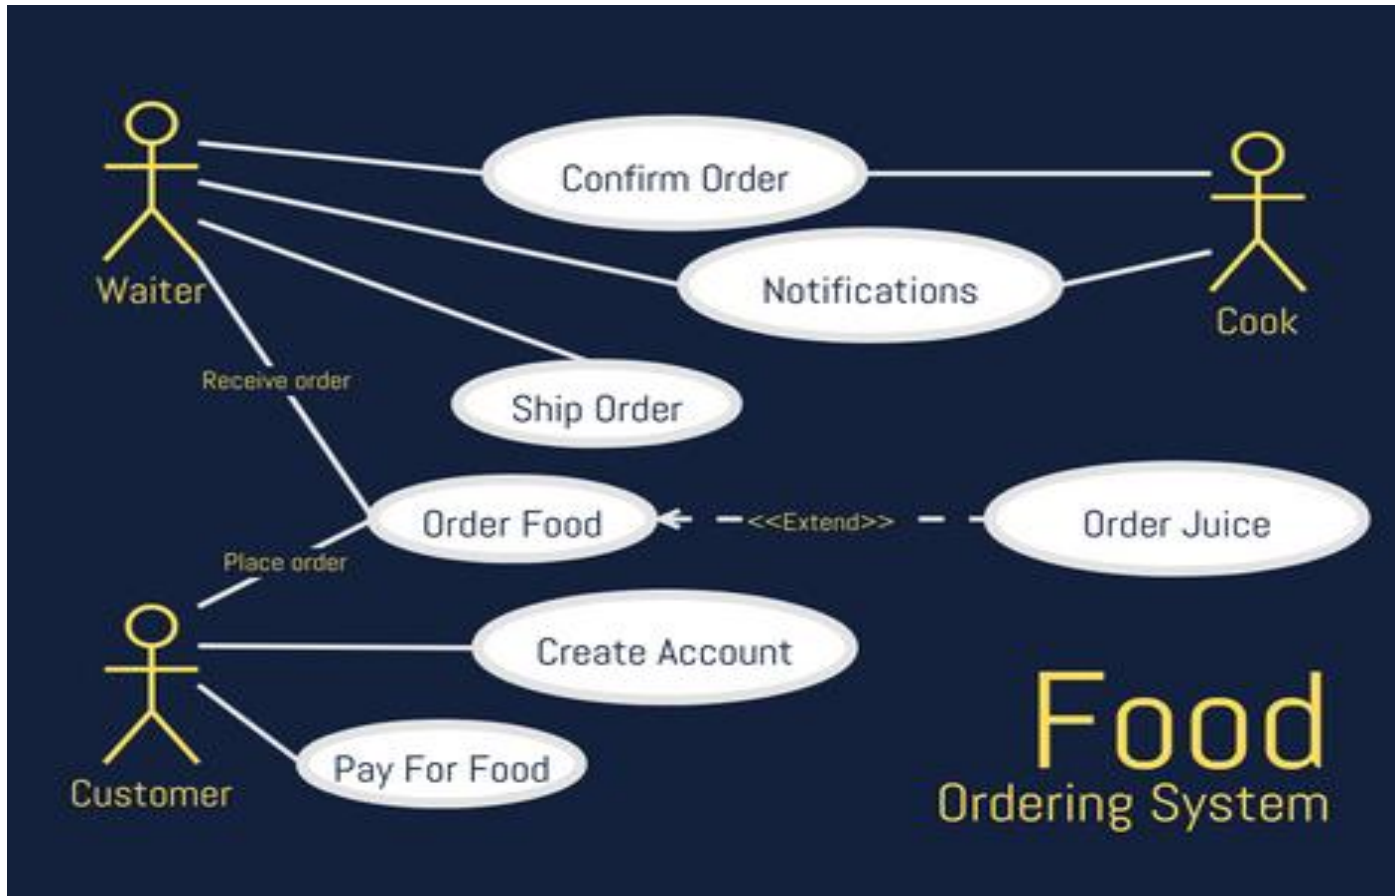 Confirm Order
Notifications
Waiter
Cook
Receive order
Ship Order
Order Food
<<Extend>>
Order Juice
Place order
Create Account
Pay For Food
Customer
Food
Ordering System